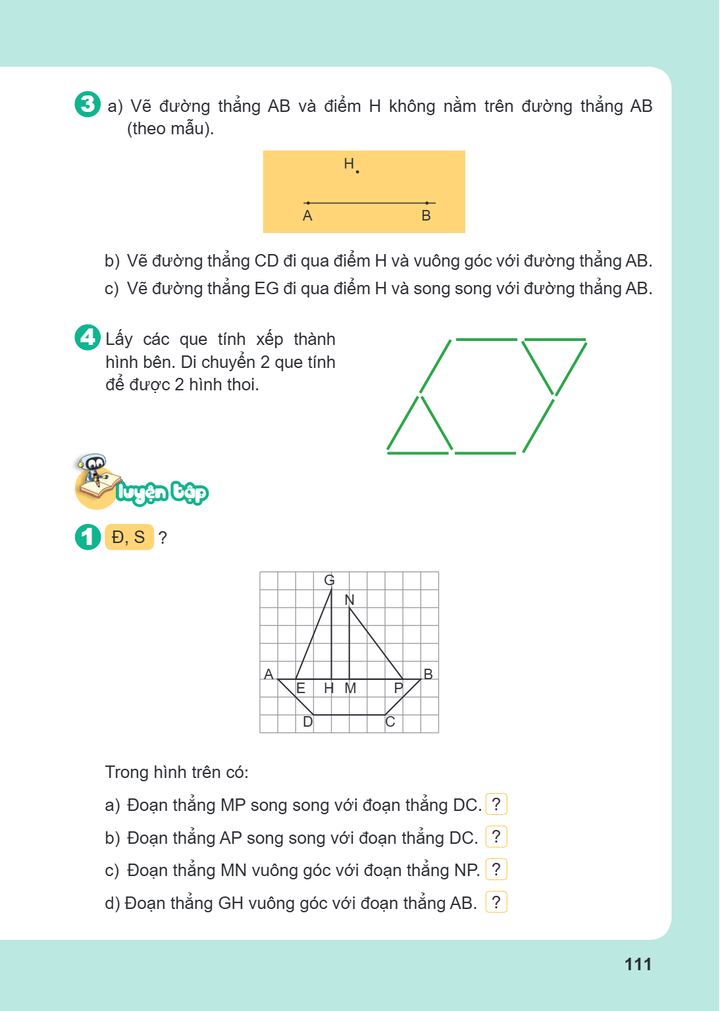 3 a) Vẽ đường thẳng AB và điểm H không nằm trên đường thẳng AB
(theo mẫu).
H
A B
b) Vẽ đường thẳng CD đi qua điểm H và vuông góc với đường thẳng AB.
c) Vẽ đường thẳng EG đi qua điểm H và song song với đường thẳng AB.
4 Lấy các que tính xếp thành
hình bên. Di chuyển 2 que tính
để được 2 hình thoi.
luyện tập
1 Đ, S ?
G
N
A B
E H M P
D C
Trong hình trên có:
a) Đoạn thẳng MP song song với đoạn thẳng DC. ?
b) Đoạn thẳng AP song song với đoạn thẳng DC. ?
c) Đoạn thẳng MN vuông góc với đoạn thẳng NP. ?
d) Đoạn thẳng GH vuông góc với đoạn thẳng AB. ?
111